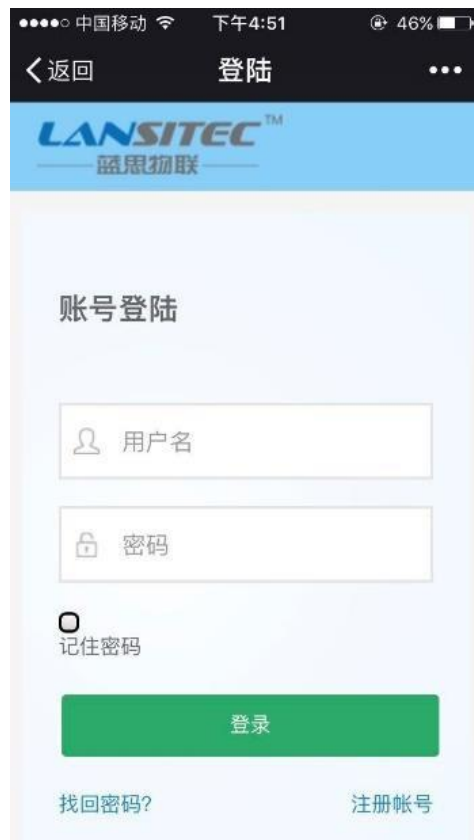 中国移动 下午4:51 46%
返回 登陆
LANSITEC™
蓝思物联
账号登陆
用户名
密码
记住密码
登录
找回密码? 注册帐号